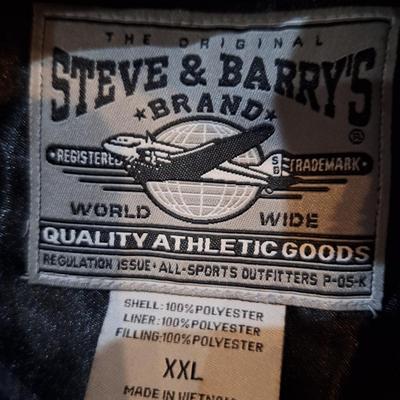 THE ORIGINAL
STEVE & BARRY'S
BRAND
®
REGISTERED SB TRADEMARK
WORLD WIDE
QUALITY ATHLETIC GOODS
REGULATION ISSUE • ALL-SPORTS OUTFITTERS P-05-K
SHELL: 100% POLYESTER
LINER: 100% POLYESTER
FILLING: 100% POLYESTER
XXL
MADE IN VIETNAM